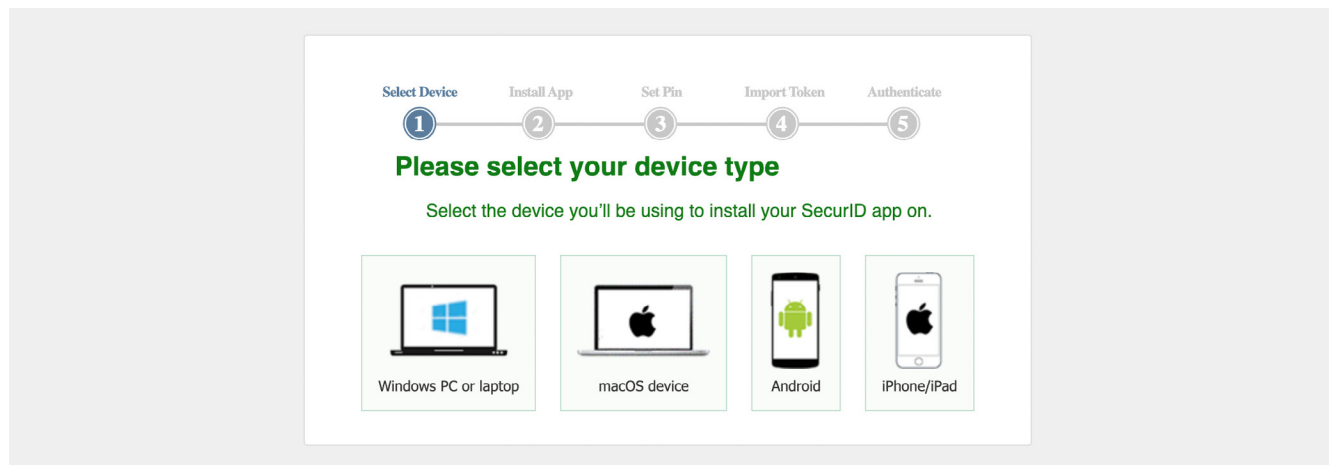 Select Device Install App Set Pin Import Token Authenticate
1 2 3 4 5
Please select your device type
Select the device you’ll be using to install your SecurID app on.
Windows PC or laptop macOS device Android iPhone/iPad